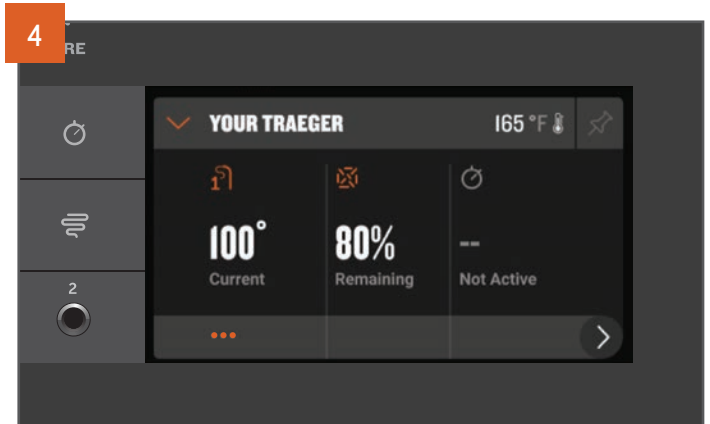 4
RE
YOUR TRAEGER 165 °F
1
100° 80% --
Current Remaining Not Active
2